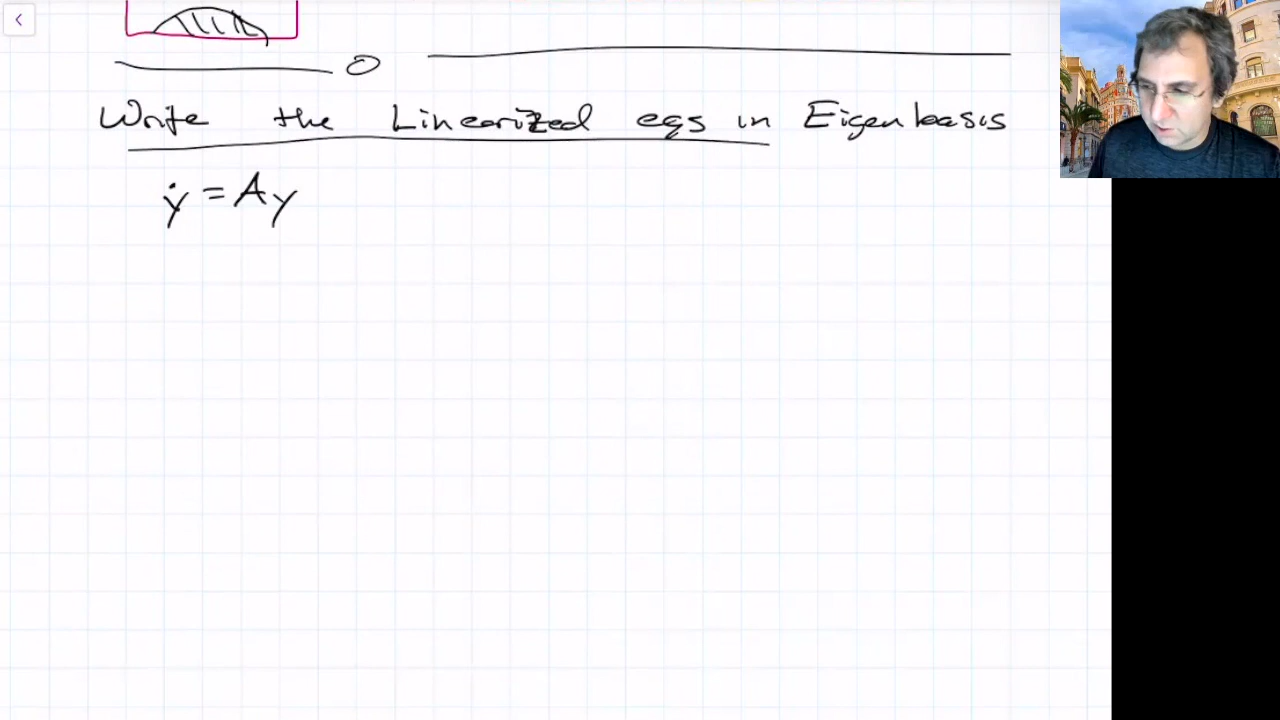 Write the Linearized eqs in Eigenbasis
ẏ = Ay